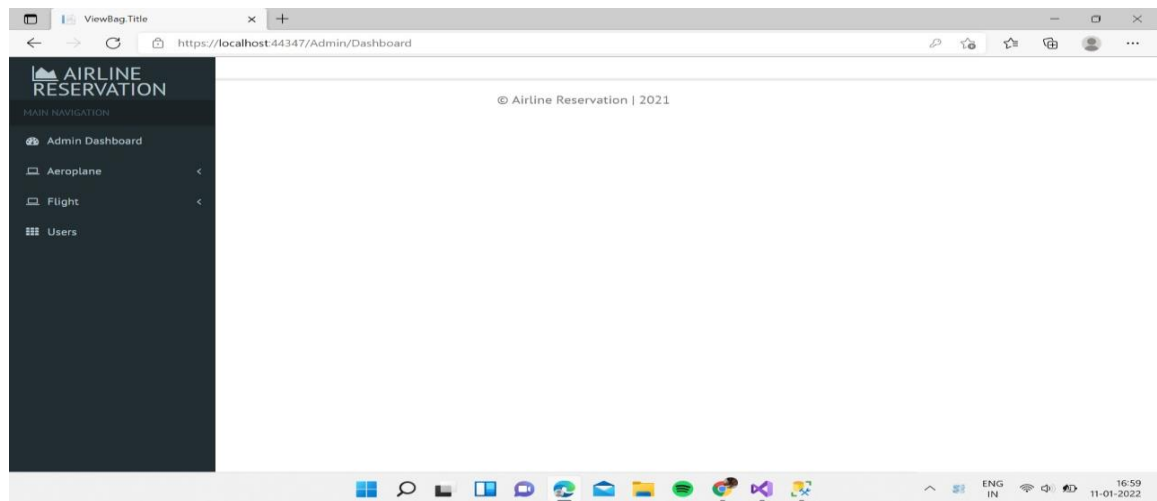 ViewBag.Title
https://localhost:44347/Admin/Dashboard
AIRLINE
RESERVATION
MAIN NAVIGATION
Admin Dashboard
Aeroplane
Flight
Users
© Airline Reservation | 2021
ENG
IN
16:59
11-01-2022